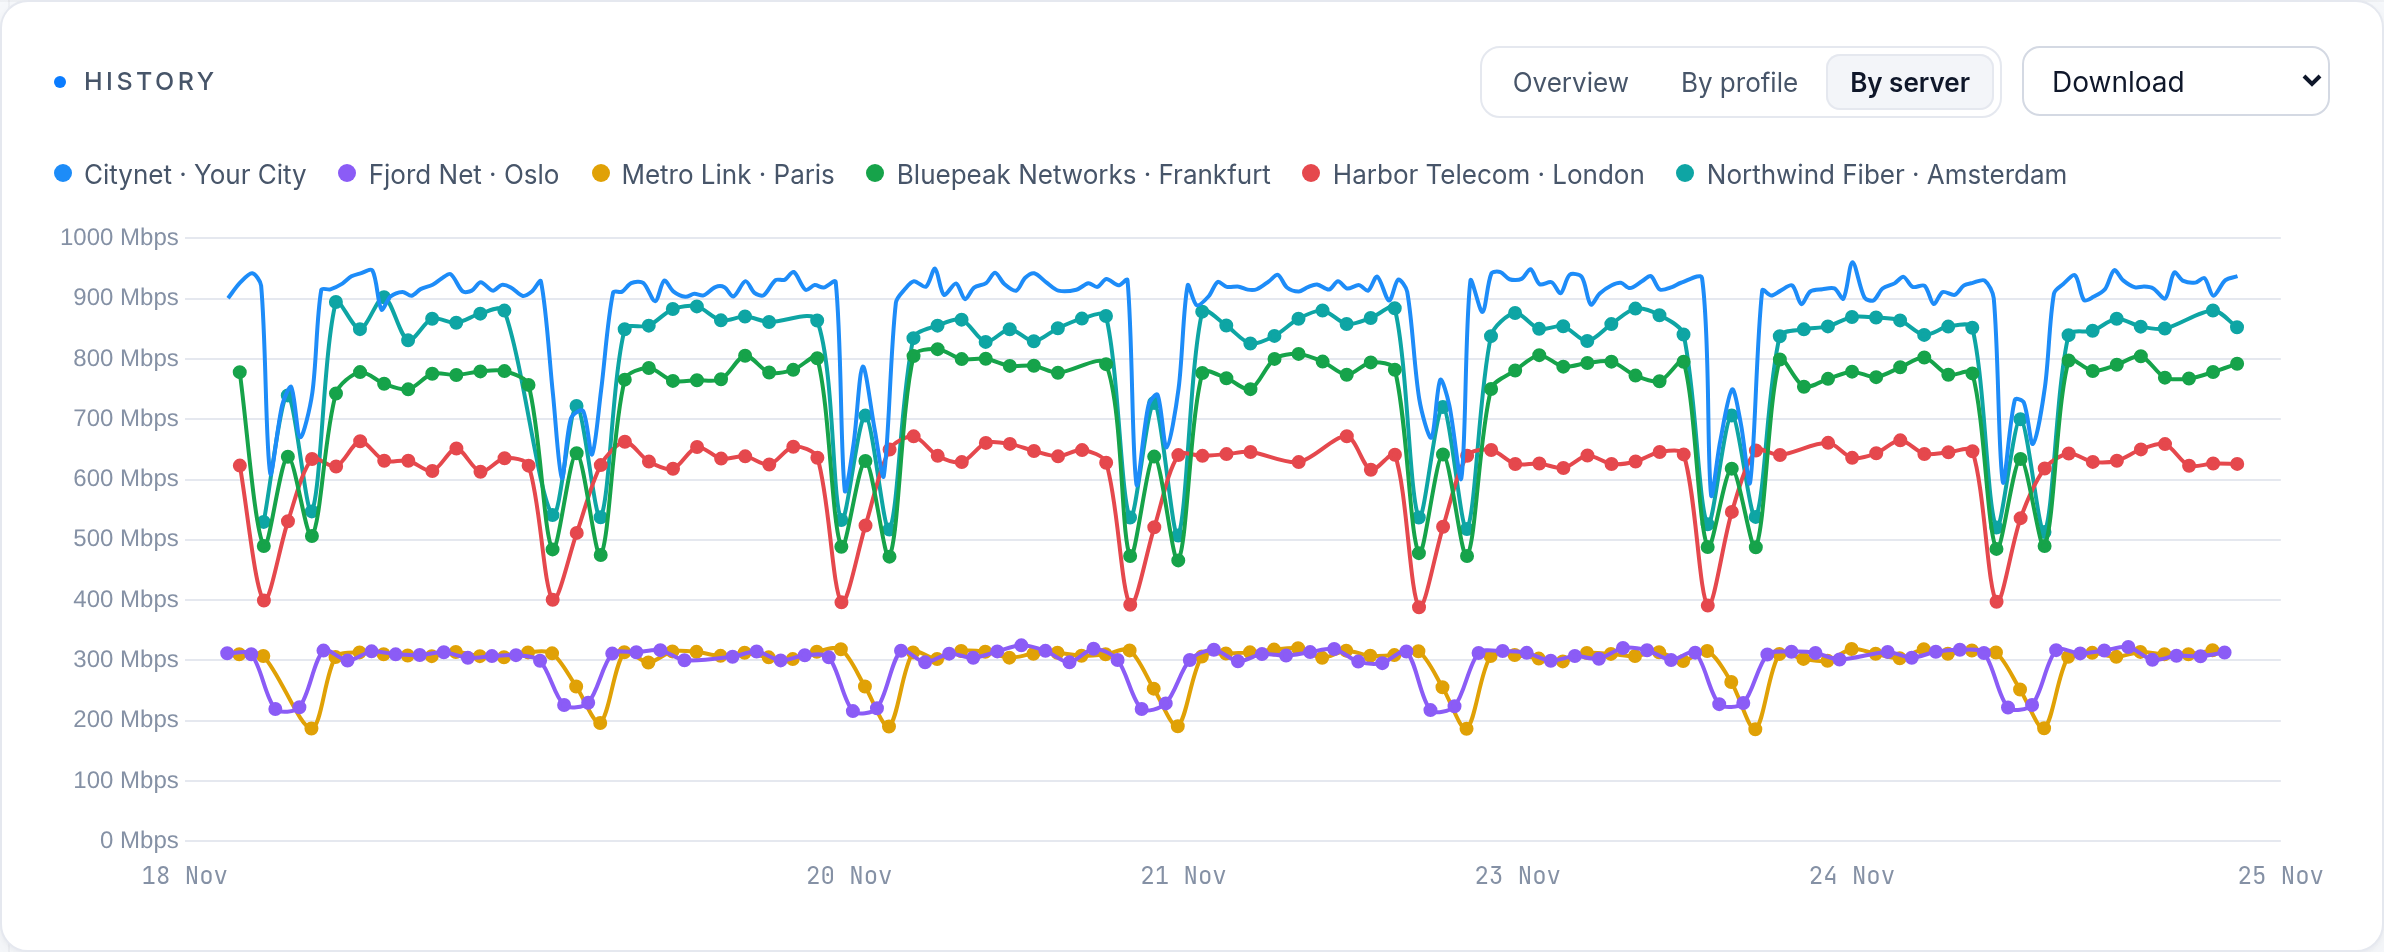 HISTORY
Overview By profile By server
Download
Citynet · Your City
Fjord Net · Oslo
Metro Link · Paris
Bluepeak Networks · Frankfurt
Harbor Telecom · London
Northwind Fiber · Amsterdam
1000 Mbps
900 Mbps
800 Mbps
700 Mbps
600 Mbps
500 Mbps
400 Mbps
300 Mbps
200 Mbps
100 Mbps
0 Mbps
18 Nov
20 Nov
21 Nov
23 Nov
24 Nov
25 Nov